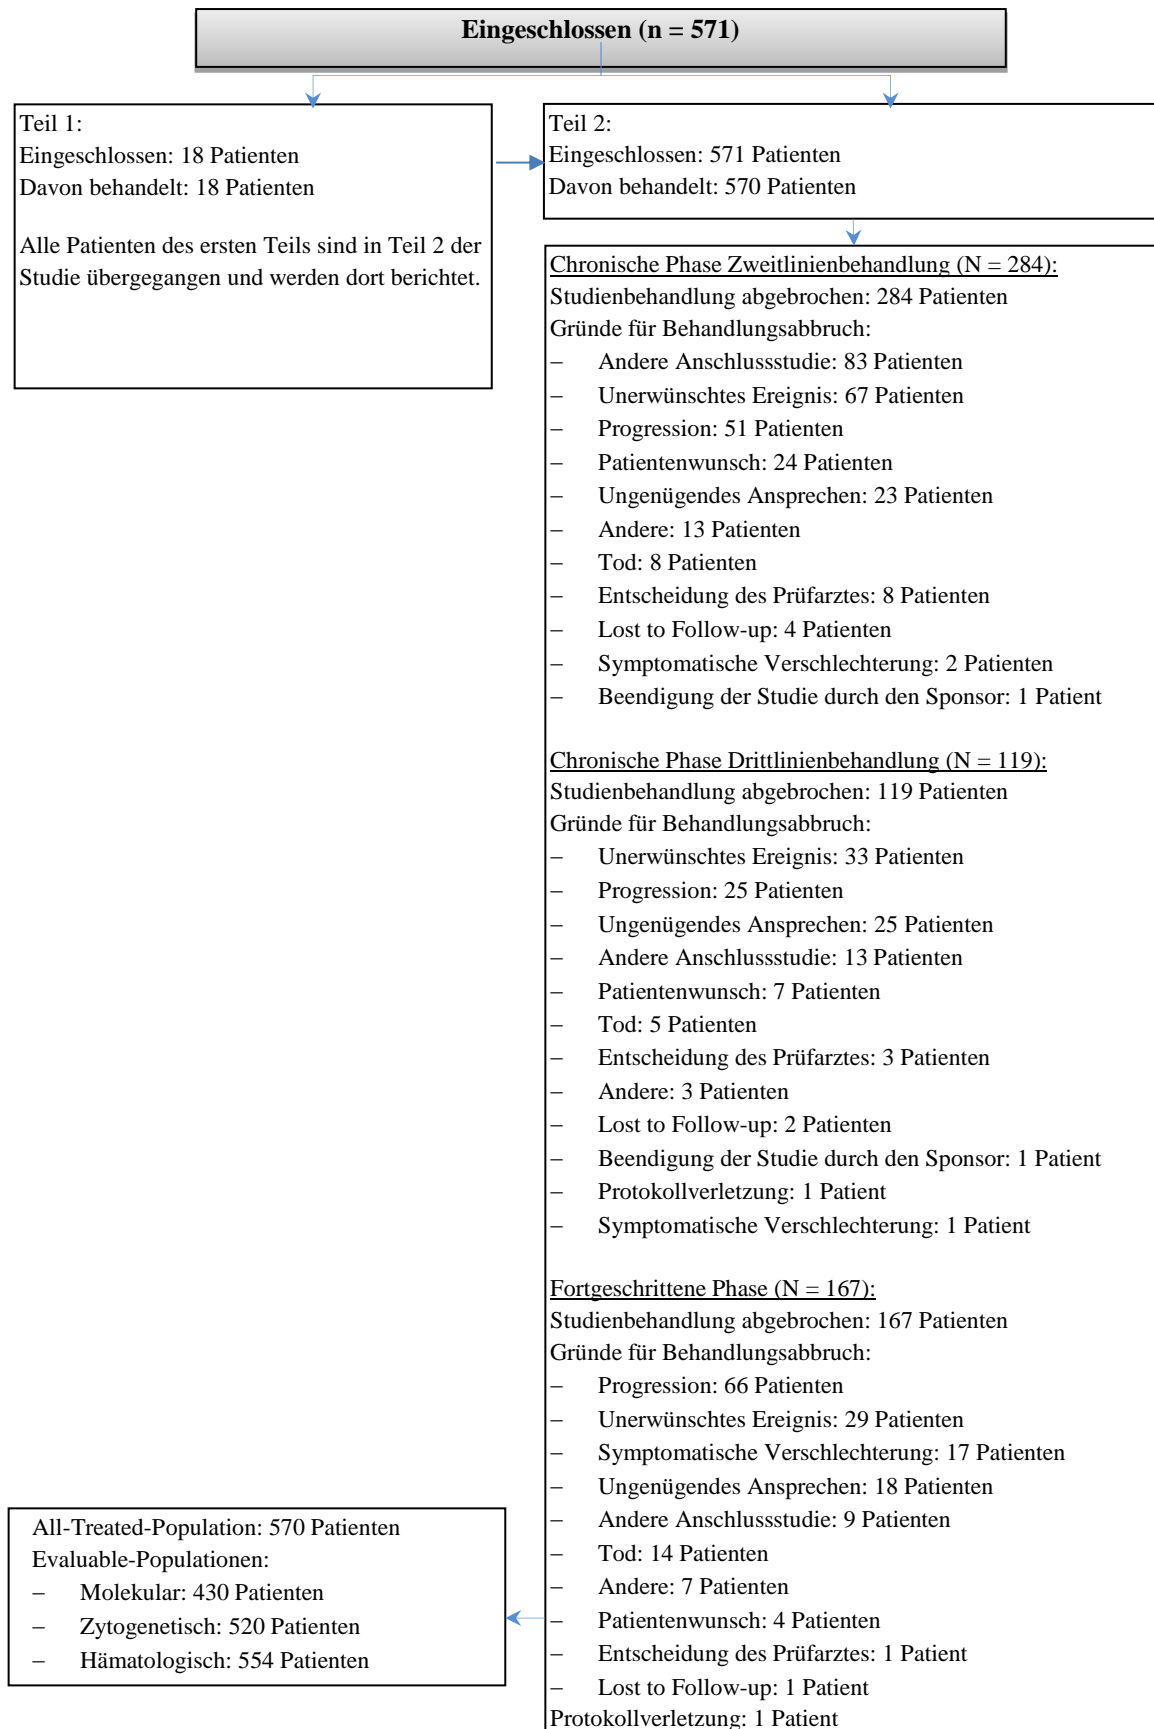 Eingeschlossen (n = 571)
Teil 1:
Eingeschlossen: 18 Patienten
Davon behandelt: 18 Patienten
Alle Patienten des ersten Teils sind in Teil 2 der
Studie übergegangen und werden dort berichtet.
Teil 2:
Eingeschlossen: 571 Patienten
Davon behandelt: 570 Patienten
Chronische Phase Zweitlinienbehandlung (N = 284):
Studienbehandlung abgebrochen: 284 Patienten
Gründe für Behandlungsabbruch:
– Andere Anschlussstudie: 83 Patienten
– Unerwünschtes Ereignis: 67 Patienten
– Progression: 51 Patienten
– Patientenwunsch: 24 Patienten
– Ungenügendes Ansprechen: 23 Patienten
– Andere: 13 Patienten
– Tod: 8 Patienten
– Entscheidung des Prüfarztes: 8 Patienten
– Lost to Follow-up: 4 Patienten
– Symptomatische Verschlechterung: 2 Patienten
– Beendigung der Studie durch den Sponsor: 1 Patient
Chronische Phase Drittlinienbehandlung (N = 119):
Studienbehandlung abgebrochen: 119 Patienten
Gründe für Behandlungsabbruch:
– Unerwünschtes Ereignis: 33 Patienten
– Progression: 25 Patienten
– Ungenügendes Ansprechen: 25 Patienten
– Andere Anschlussstudie: 13 Patienten
– Patientenwunsch: 7 Patienten
– Tod: 5 Patienten
– Entscheidung des Prüfarztes: 3 Patienten
– Andere: 3 Patienten
– Lost to Follow-up: 2 Patienten
– Beendigung der Studie durch den Sponsor: 1 Patient
– Protokollverletzung: 1 Patient
– Symptomatische Verschlechterung: 1 Patient
Fortgeschrittene Phase (N = 167):
Studienbehandlung abgebrochen: 167 Patienten
Gründe für Behandlungsabbruch:
– Progression: 66 Patienten
– Unerwünschtes Ereignis: 29 Patienten
– Symptomatische Verschlechterung: 17 Patienten
– Ungenügendes Ansprechen: 18 Patienten
– Andere Anschlussstudie: 9 Patienten
– Tod: 14 Patienten
– Andere: 7 Patienten
– Patientenwunsch: 4 Patienten
– Entscheidung des Prüfarztes: 1 Patient
– Lost to Follow-up: 1 Patient
Protokollverletzung: 1 Patient
All-Treated-Population: 570 Patienten
Evaluable-Populationen:
– Molekular: 430 Patienten
– Zytogenetisch: 520 Patienten
– Hämatologisch: 554 Patienten